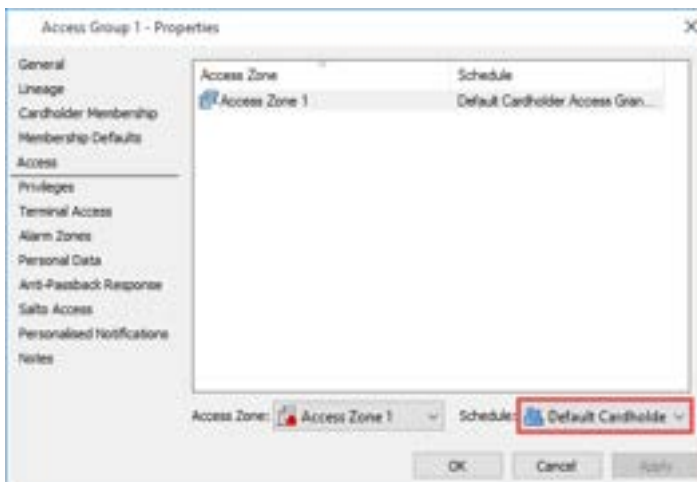 Access Group 1 - Properties
General
Lineage
Cardholder Membership
Membership Defaults
Access
Privileges
Terminal Access
Alarm Zones
Personal Data
Anti-Passback Response
Salto Access
Personalised Notifications
Notes
Access Zone Schedule
Access Zone 1 Default Cardholder Access Gran...
Access Zone: Access Zone 1 Schedule: Default Cardholde
OK Cancel Apply